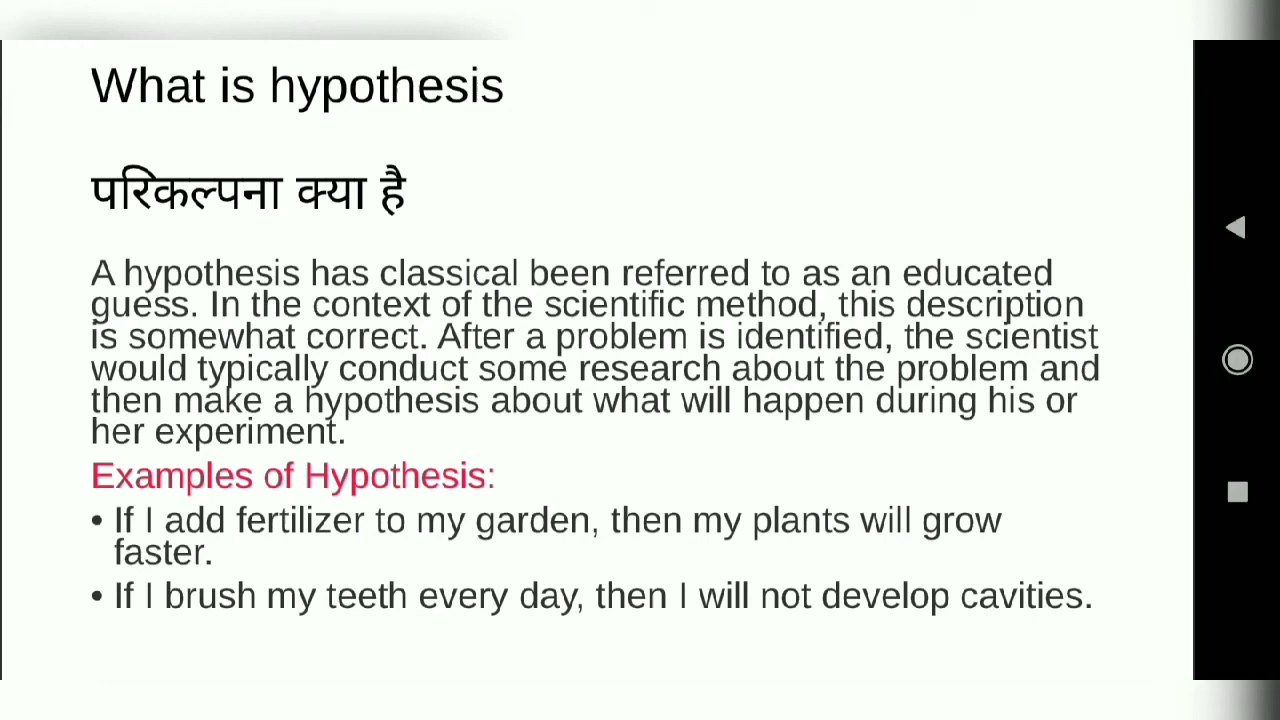 What is hypothesis
परिकल्पना क्या है
A hypothesis has classical been referred to as an educated
guess. In the context of the scientific method, this description
is somewhat correct. After a problem is identified, the scientist
would typically conduct some research about the problem and
then make a hypothesis about what will happen during his or
her experiment.
Examples of Hypothesis:
• If I add fertilizer to my garden, then my plants will grow
faster.
• If I brush my teeth every day, then I will not develop cavities.